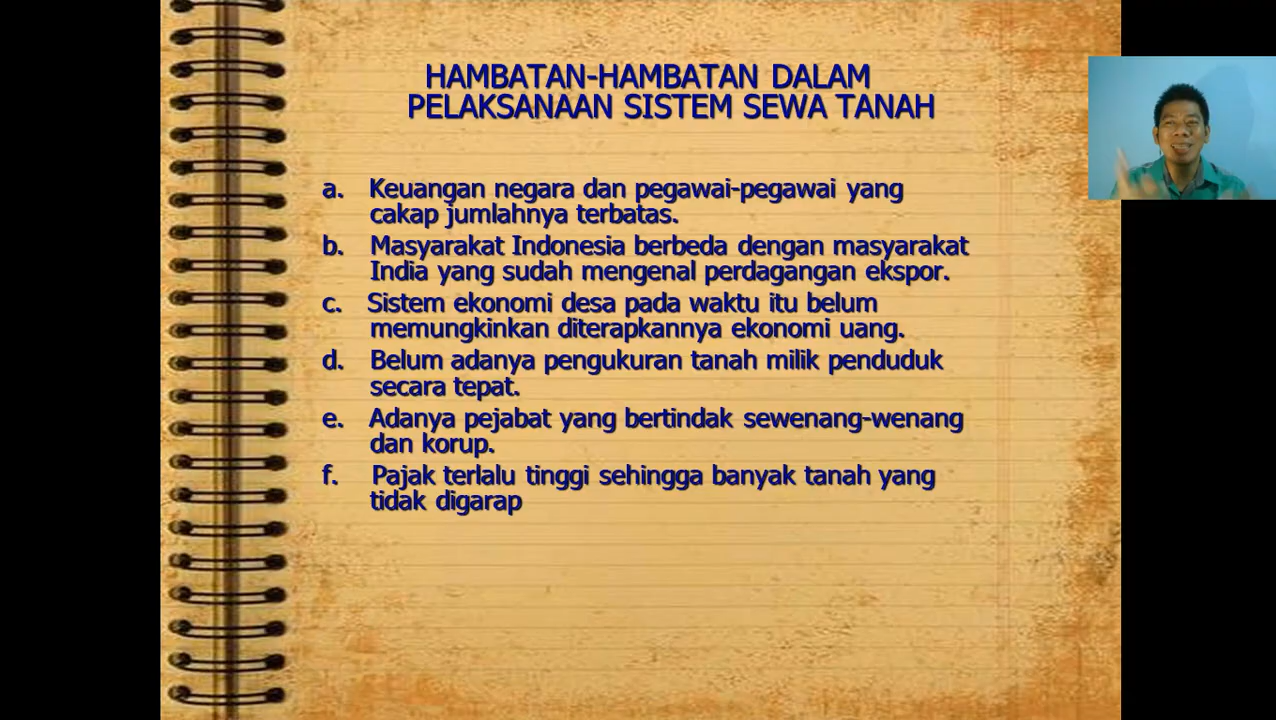 HAMBATAN-HAMBATAN DALAM
PELAKSANAAN SISTEM SEWA TANAH
a. Keuangan negara dan pegawai-pegawai yang
cakap jumlahnya terbatas.
b. Masyarakat Indonesia berbeda dengan masyarakat
India yang sudah mengenal perdagangan ekspor.
c. Sistem ekonomi desa pada waktu itu belum
memungkinkan diterapkannya ekonomi uang.
d. Belum adanya pengukuran tanah milik penduduk
secara tepat.
e. Adanya pejabat yang bertindak sewenang-wenang
dan korup.
f. Pajak terlalu tinggi sehingga banyak tanah yang
tidak digarap